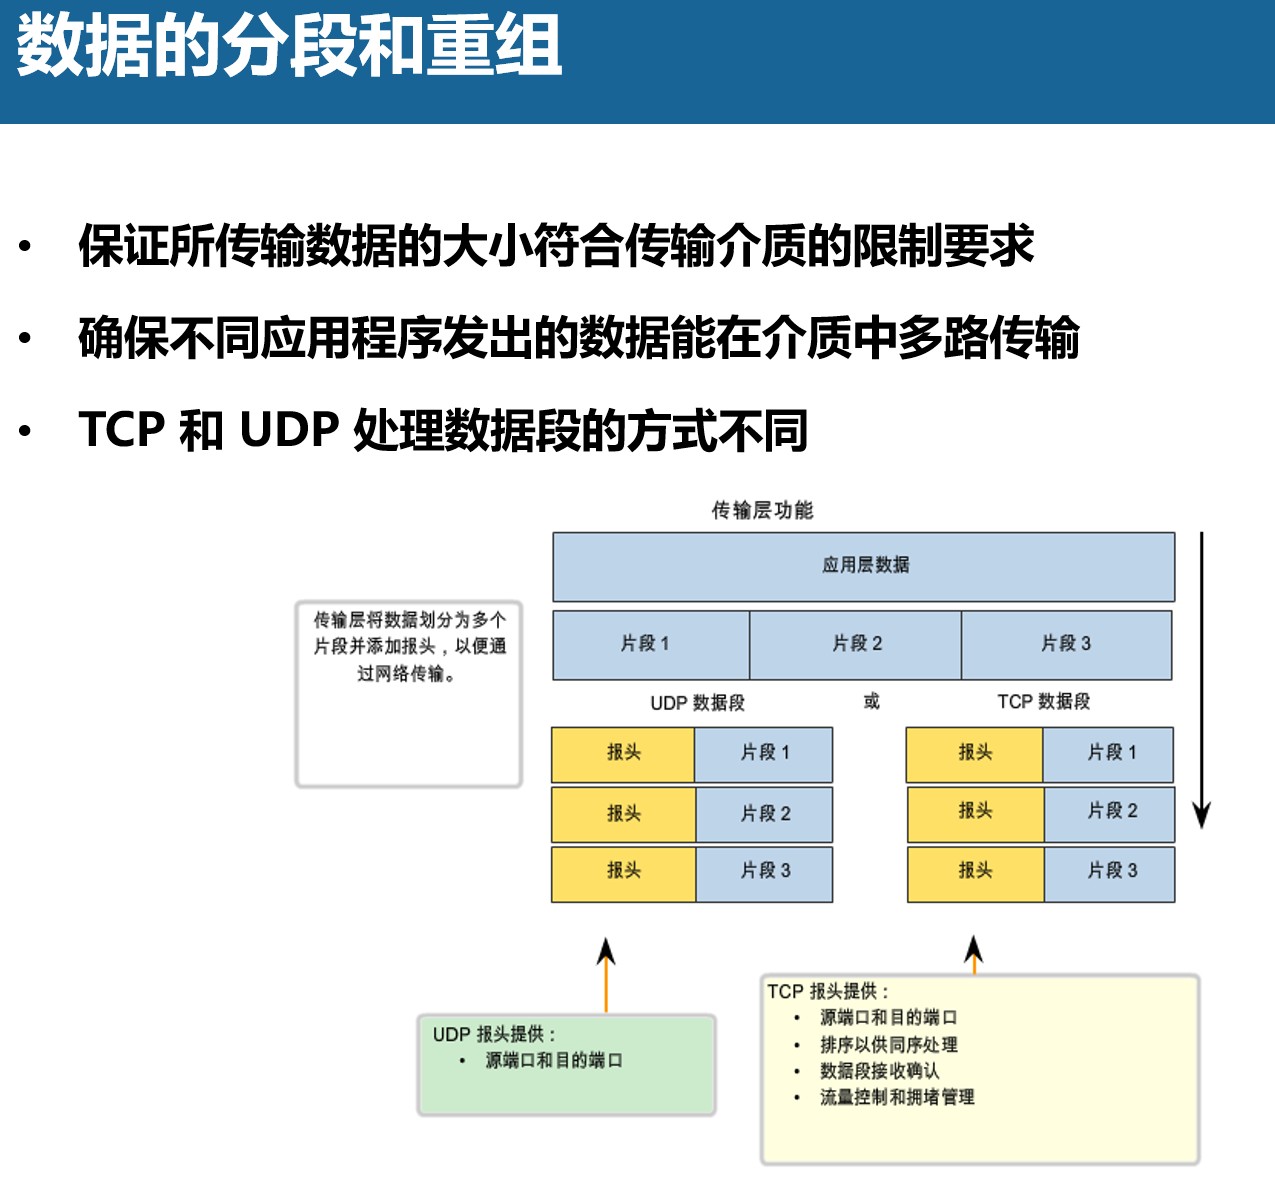 数据的分段和重组
• 保证所传输数据的大小符合传输介质的限制要求
• 确保不同应用程序发出的数据能在介质中多路传输
• TCP 和 UDP 处理数据段的方式不同
传输层功能
应用层数据
传输层将数据划分为多个
片段并添加报头，以便通
过网络传输。
片段 1 片段 2 片段 3
UDP 数据段 或 TCP 数据段
报头 片段 1 报头 片段 1
报头 片段 2 报头 片段 2
报头 片段 3 报头 片段 3
UDP 报头提供：
• 源端口和目的端口
TCP 报头提供：
• 源端口和目的端口
• 排序以供同序处理
• 数据段接收确认
• 流量控制和拥堵管理